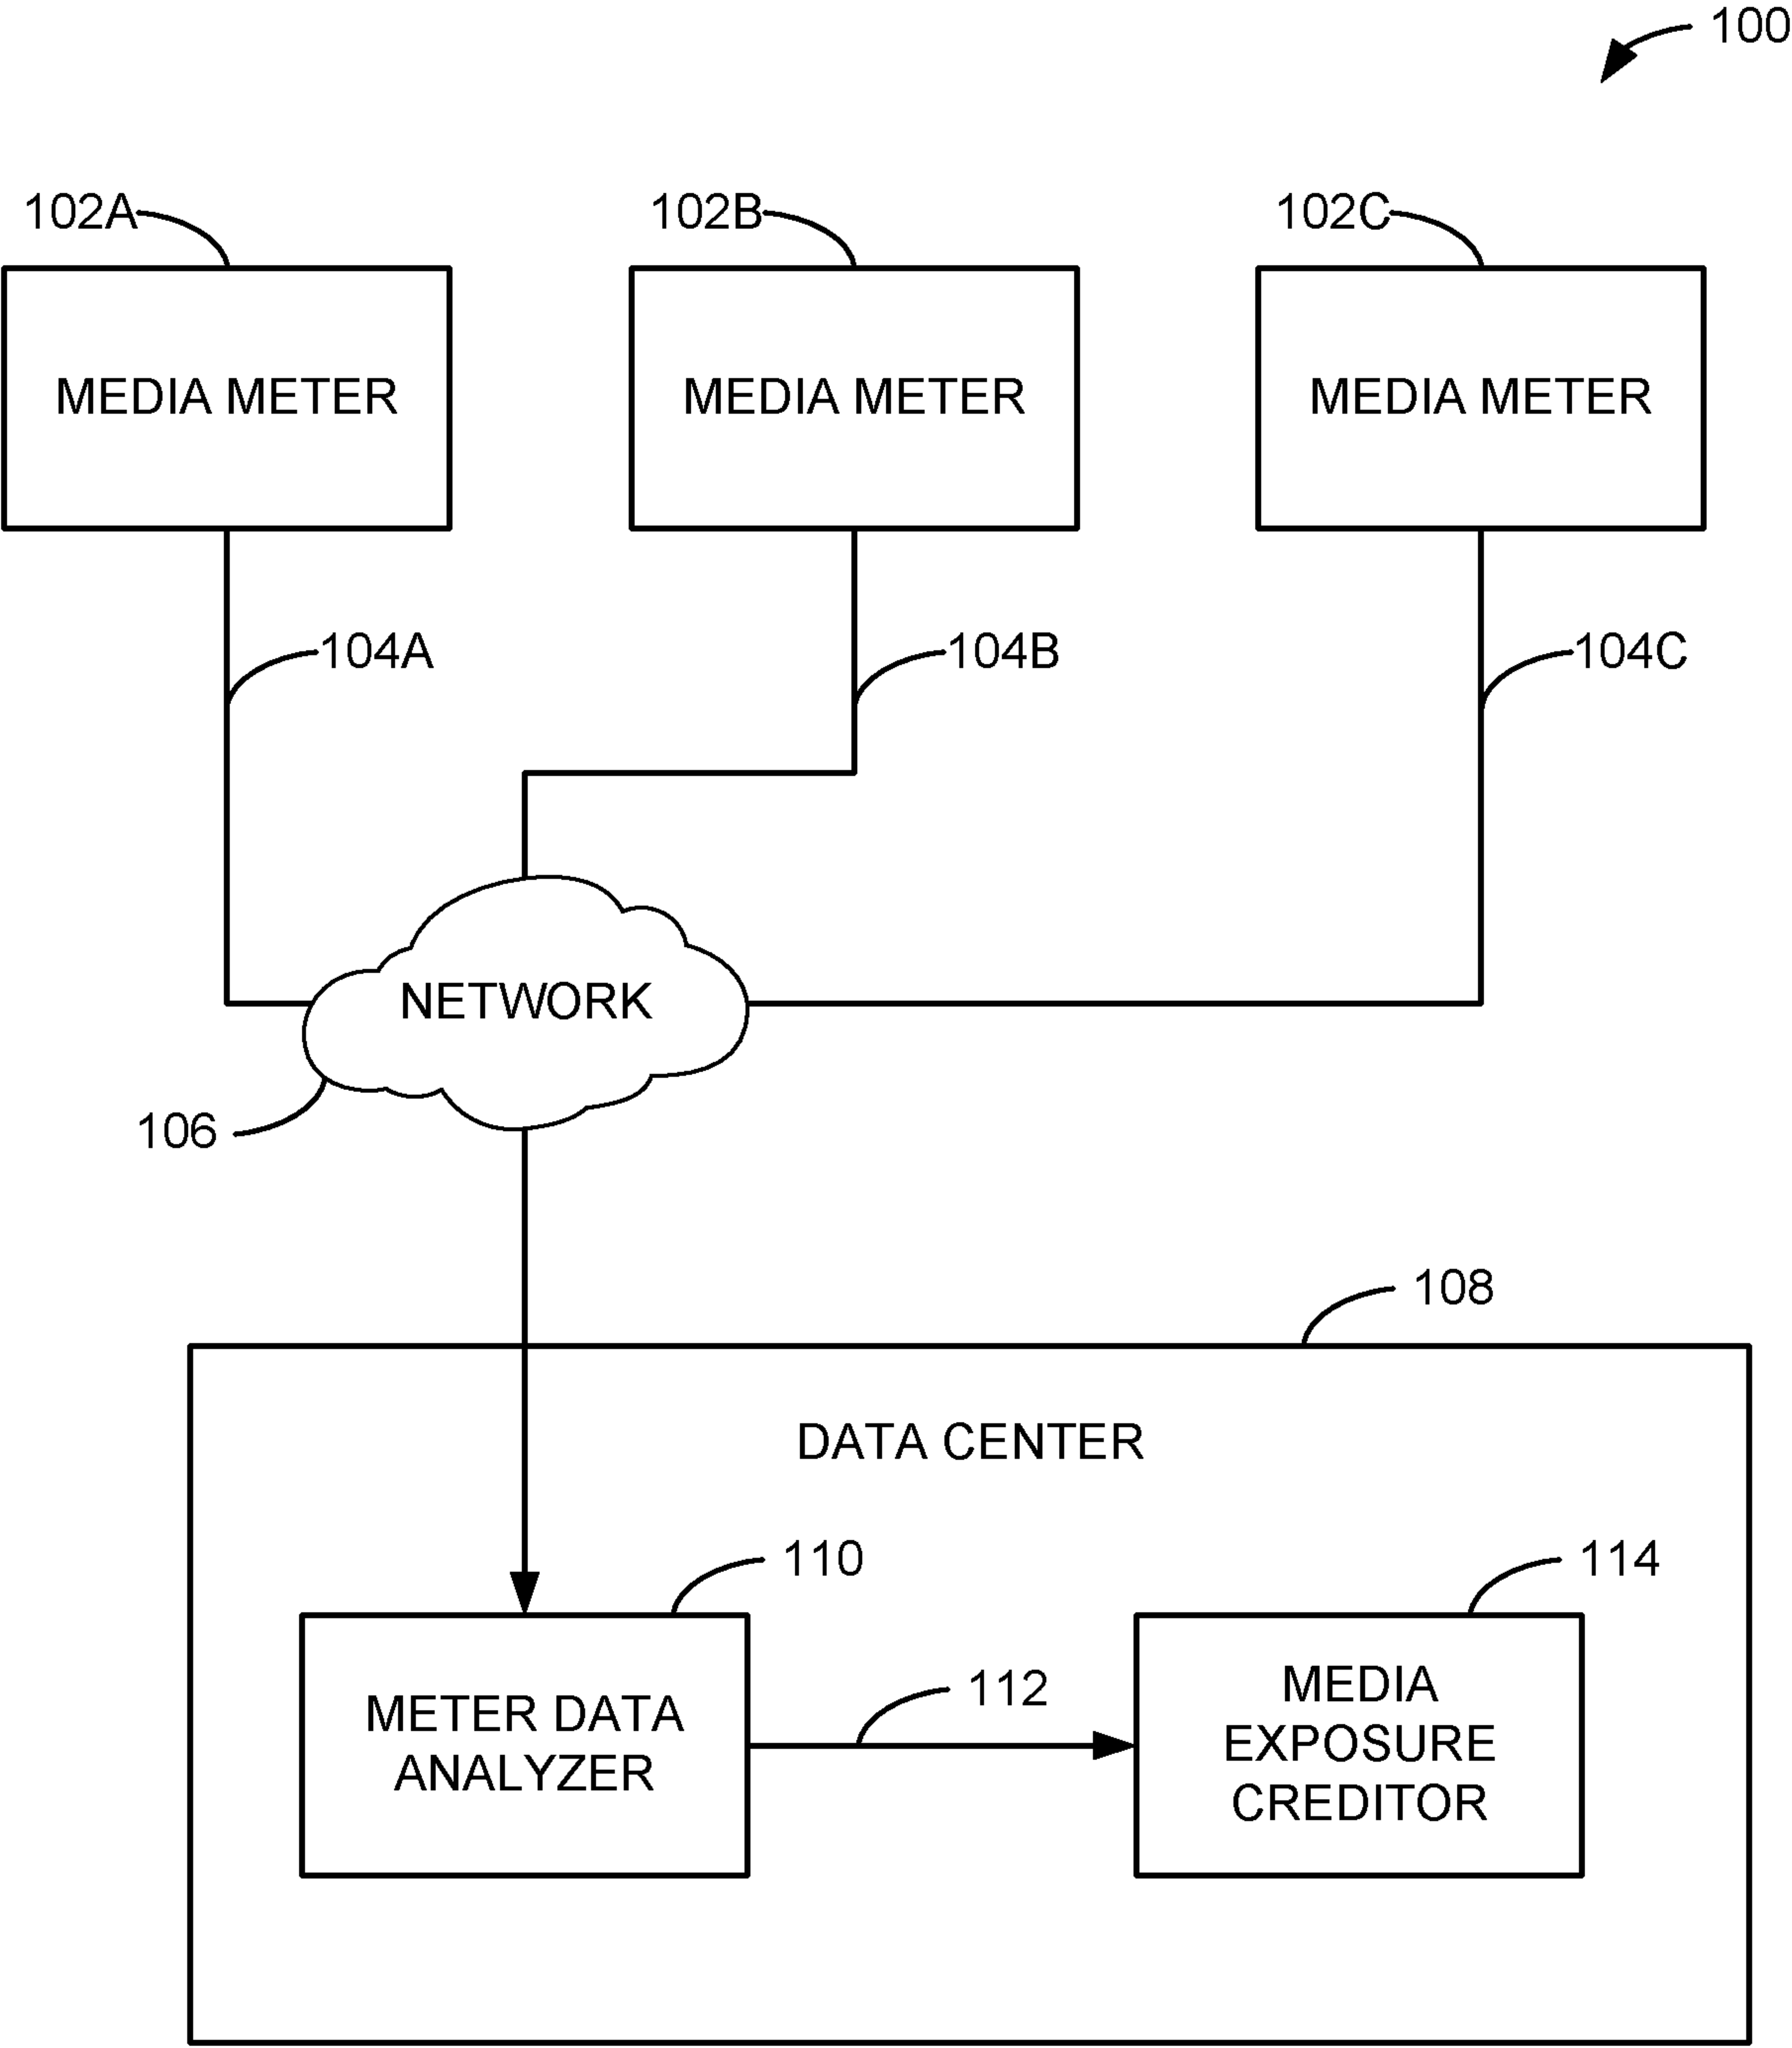 100
102A
102B
102C
MEDIA METER
MEDIA METER
MEDIA METER
104A
104B
104C
NETWORK
106
108
DATA CENTER
110
114
METER DATA
ANALYZER
112
MEDIA
EXPOSURE
CREDITOR